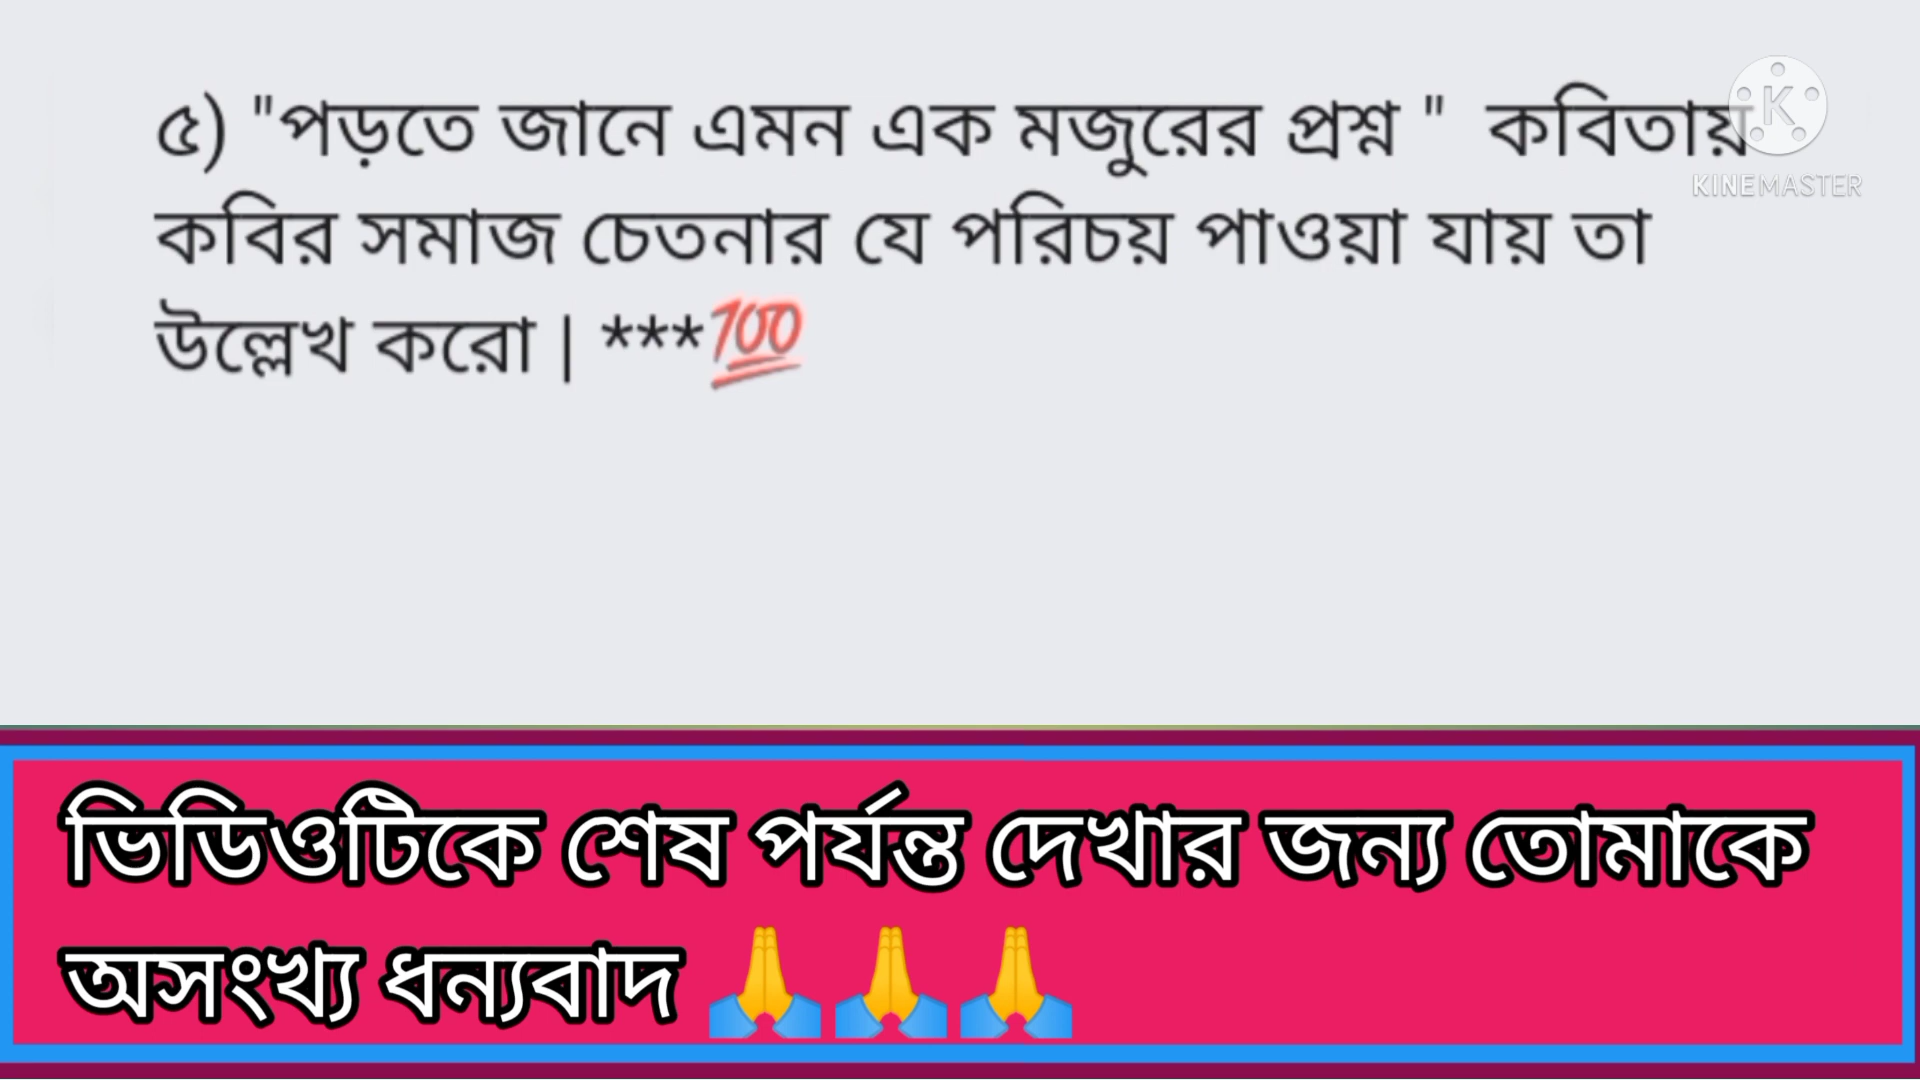 ৫) "পড়তে জানে এমন এক মজুরের প্রশ্ন " কবিতায়
কবির সমাজ চেতনার যে পরিচয় পাওয়া যায় তা
উল্লেখ করো | ***💯
KINEMASTER
ভিডিওটিকে শেষ পর্যন্ত দেখার জন্য তোমাকে
অসংখ্য ধন্যবাদ 🙏🙏🙏